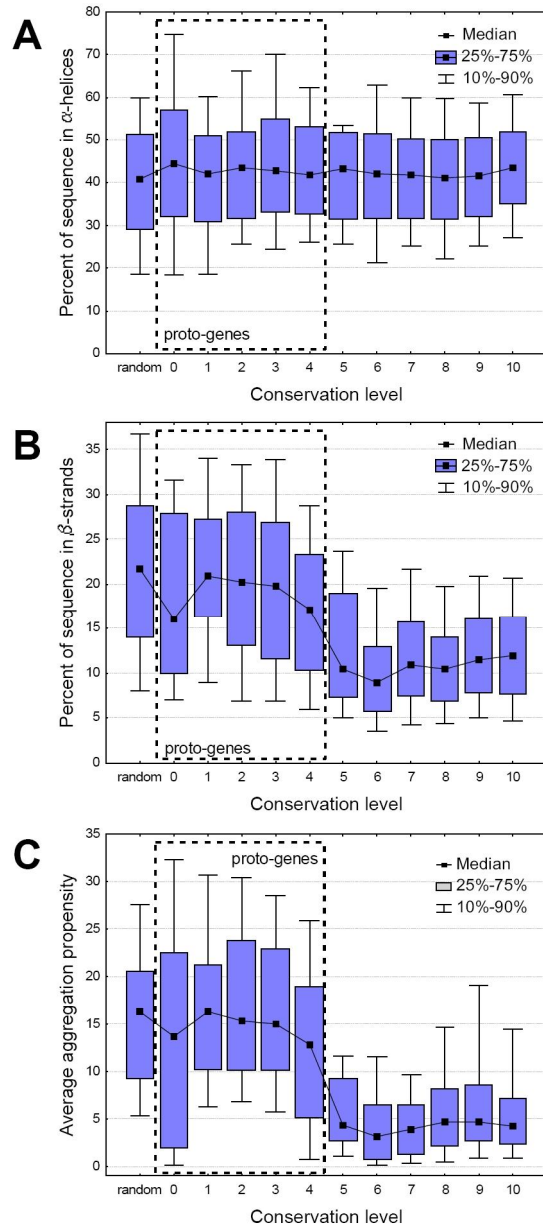 A
Percent of sequence in α-helices
80
70
60
50
40
30
20
10
0
Median
25%-75%
10%-90%
proto-genes
random 0 1 2 3 4 5 6 7 8 9 10
Conservation level
B
Percent of sequence in β-strands
35
30
25
20
15
10
5
0
Median
25%-75%
10%-90%
proto-genes
random 0 1 2 3 4 5 6 7 8 9 10
Conservation level
C
Average aggregation propensity
35
30
25
20
15
10
5
0
proto-genes
Median
25%-75%
10%-90%
random 0 1 2 3 4 5 6 7 8 9 10
Conservation level